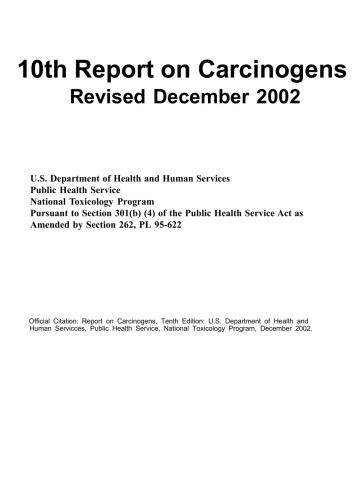 10th Report on Carcinogens
Revised December 2002
U.S. Department of Health and Human Services
Public Health Service
National Toxicology Program
Pursuant to Section 301(b) (4) of the Public Health Service Act as
Amended by Section 262, PL 95-622
Official Citation: Report on Carcinogens, Tenth Edition: U.S. Department of Health and
Human Servicces, Public Health Service, National Toxicology Program, December 2002.